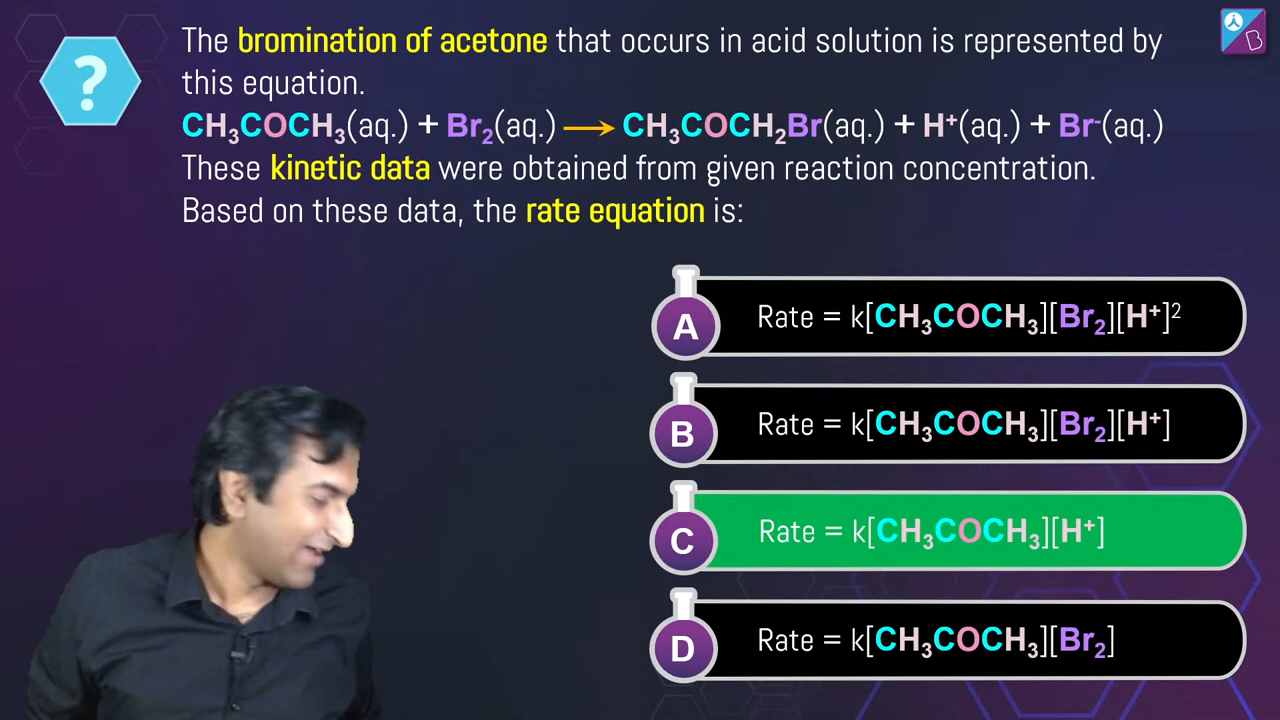 ?
The bromination of acetone that occurs in acid solution is represented by
this equation.
CH₃COCH₃(aq.) + Br₂(aq.) ⟶ CH₃COCH₂Br(aq.) + H⁺(aq.) + Br⁻(aq.)
These kinetic data were obtained from given reaction concentration.
Based on these data, the rate equation is:
A Rate = k[CH₃COCH₃][Br₂][H⁺]²
B Rate = k[CH₃COCH₃][Br₂][H⁺]
C Rate = k[CH₃COCH₃][H⁺]
D Rate = k[CH₃COCH₃][Br₂]
B